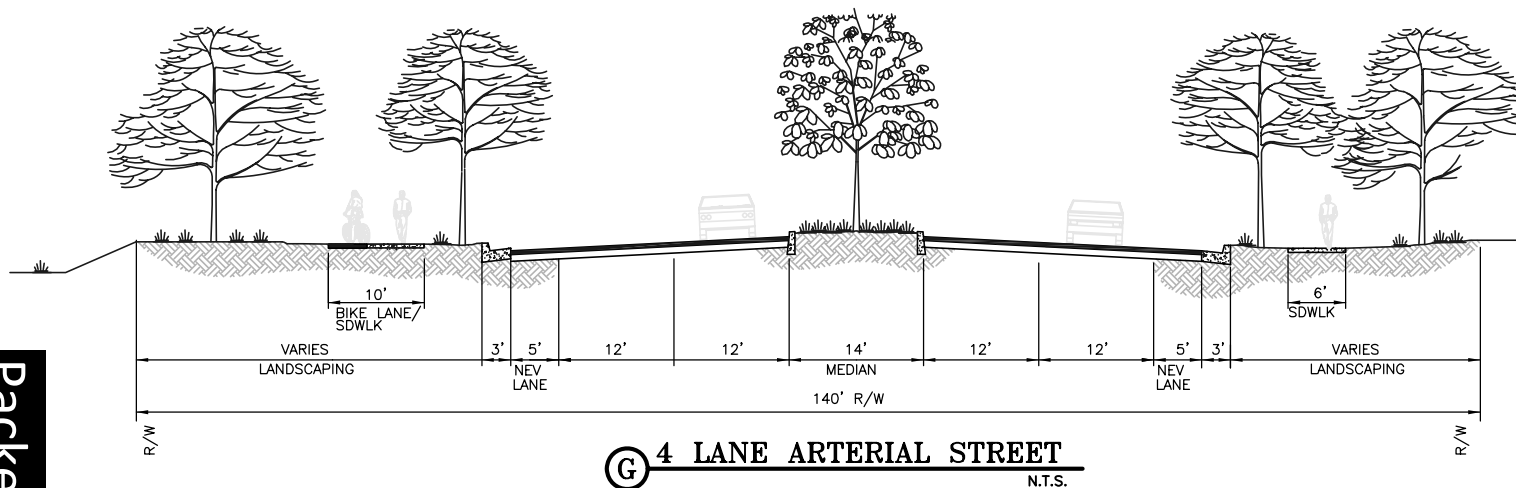 10'
BIKE LANE/
SDWLK
6'
SDWLK
VARIES
LANDSCAPING
3'
5'
NEV
LANE
12'
12'
14'
MEDIAN
12'
12'
5'
NEV
LANE
3'
VARIES
LANDSCAPING
140' R/W
R/W
R/W
G
4 LANE ARTERIAL STREET
N.T.S.
Packe